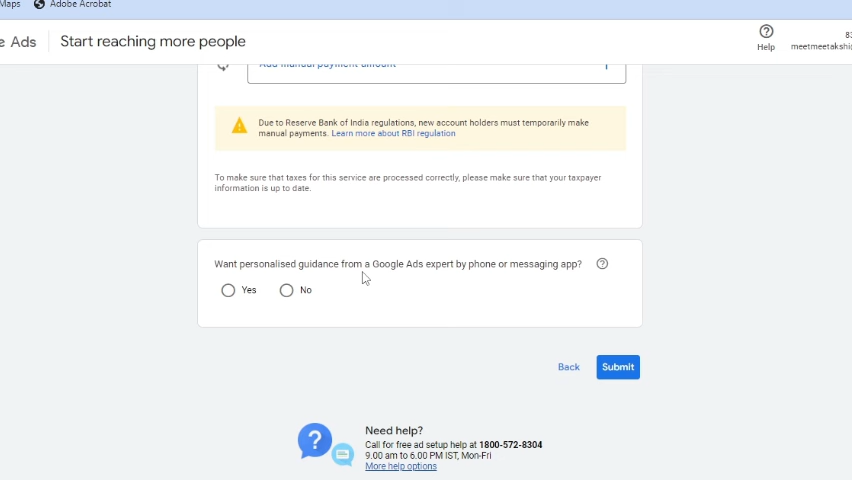 Maps Adobe Acrobat
Ads Start reaching more people
Help
Add manual payment amount
Due to Reserve Bank of India regulations, new account holders must temporarily make
manual payments. Learn more about RBI regulation
To make sure that taxes for this service are processed correctly, please make sure that your taxpayer
information is up to date.
Want personalised guidance from a Google Ads expert by phone or messaging app?
Yes No
Back Submit
Need help?
Call for free ad setup help at 1800-572-8304
9.00 am to 6.00 PM IST, Mon-Fri
More help options